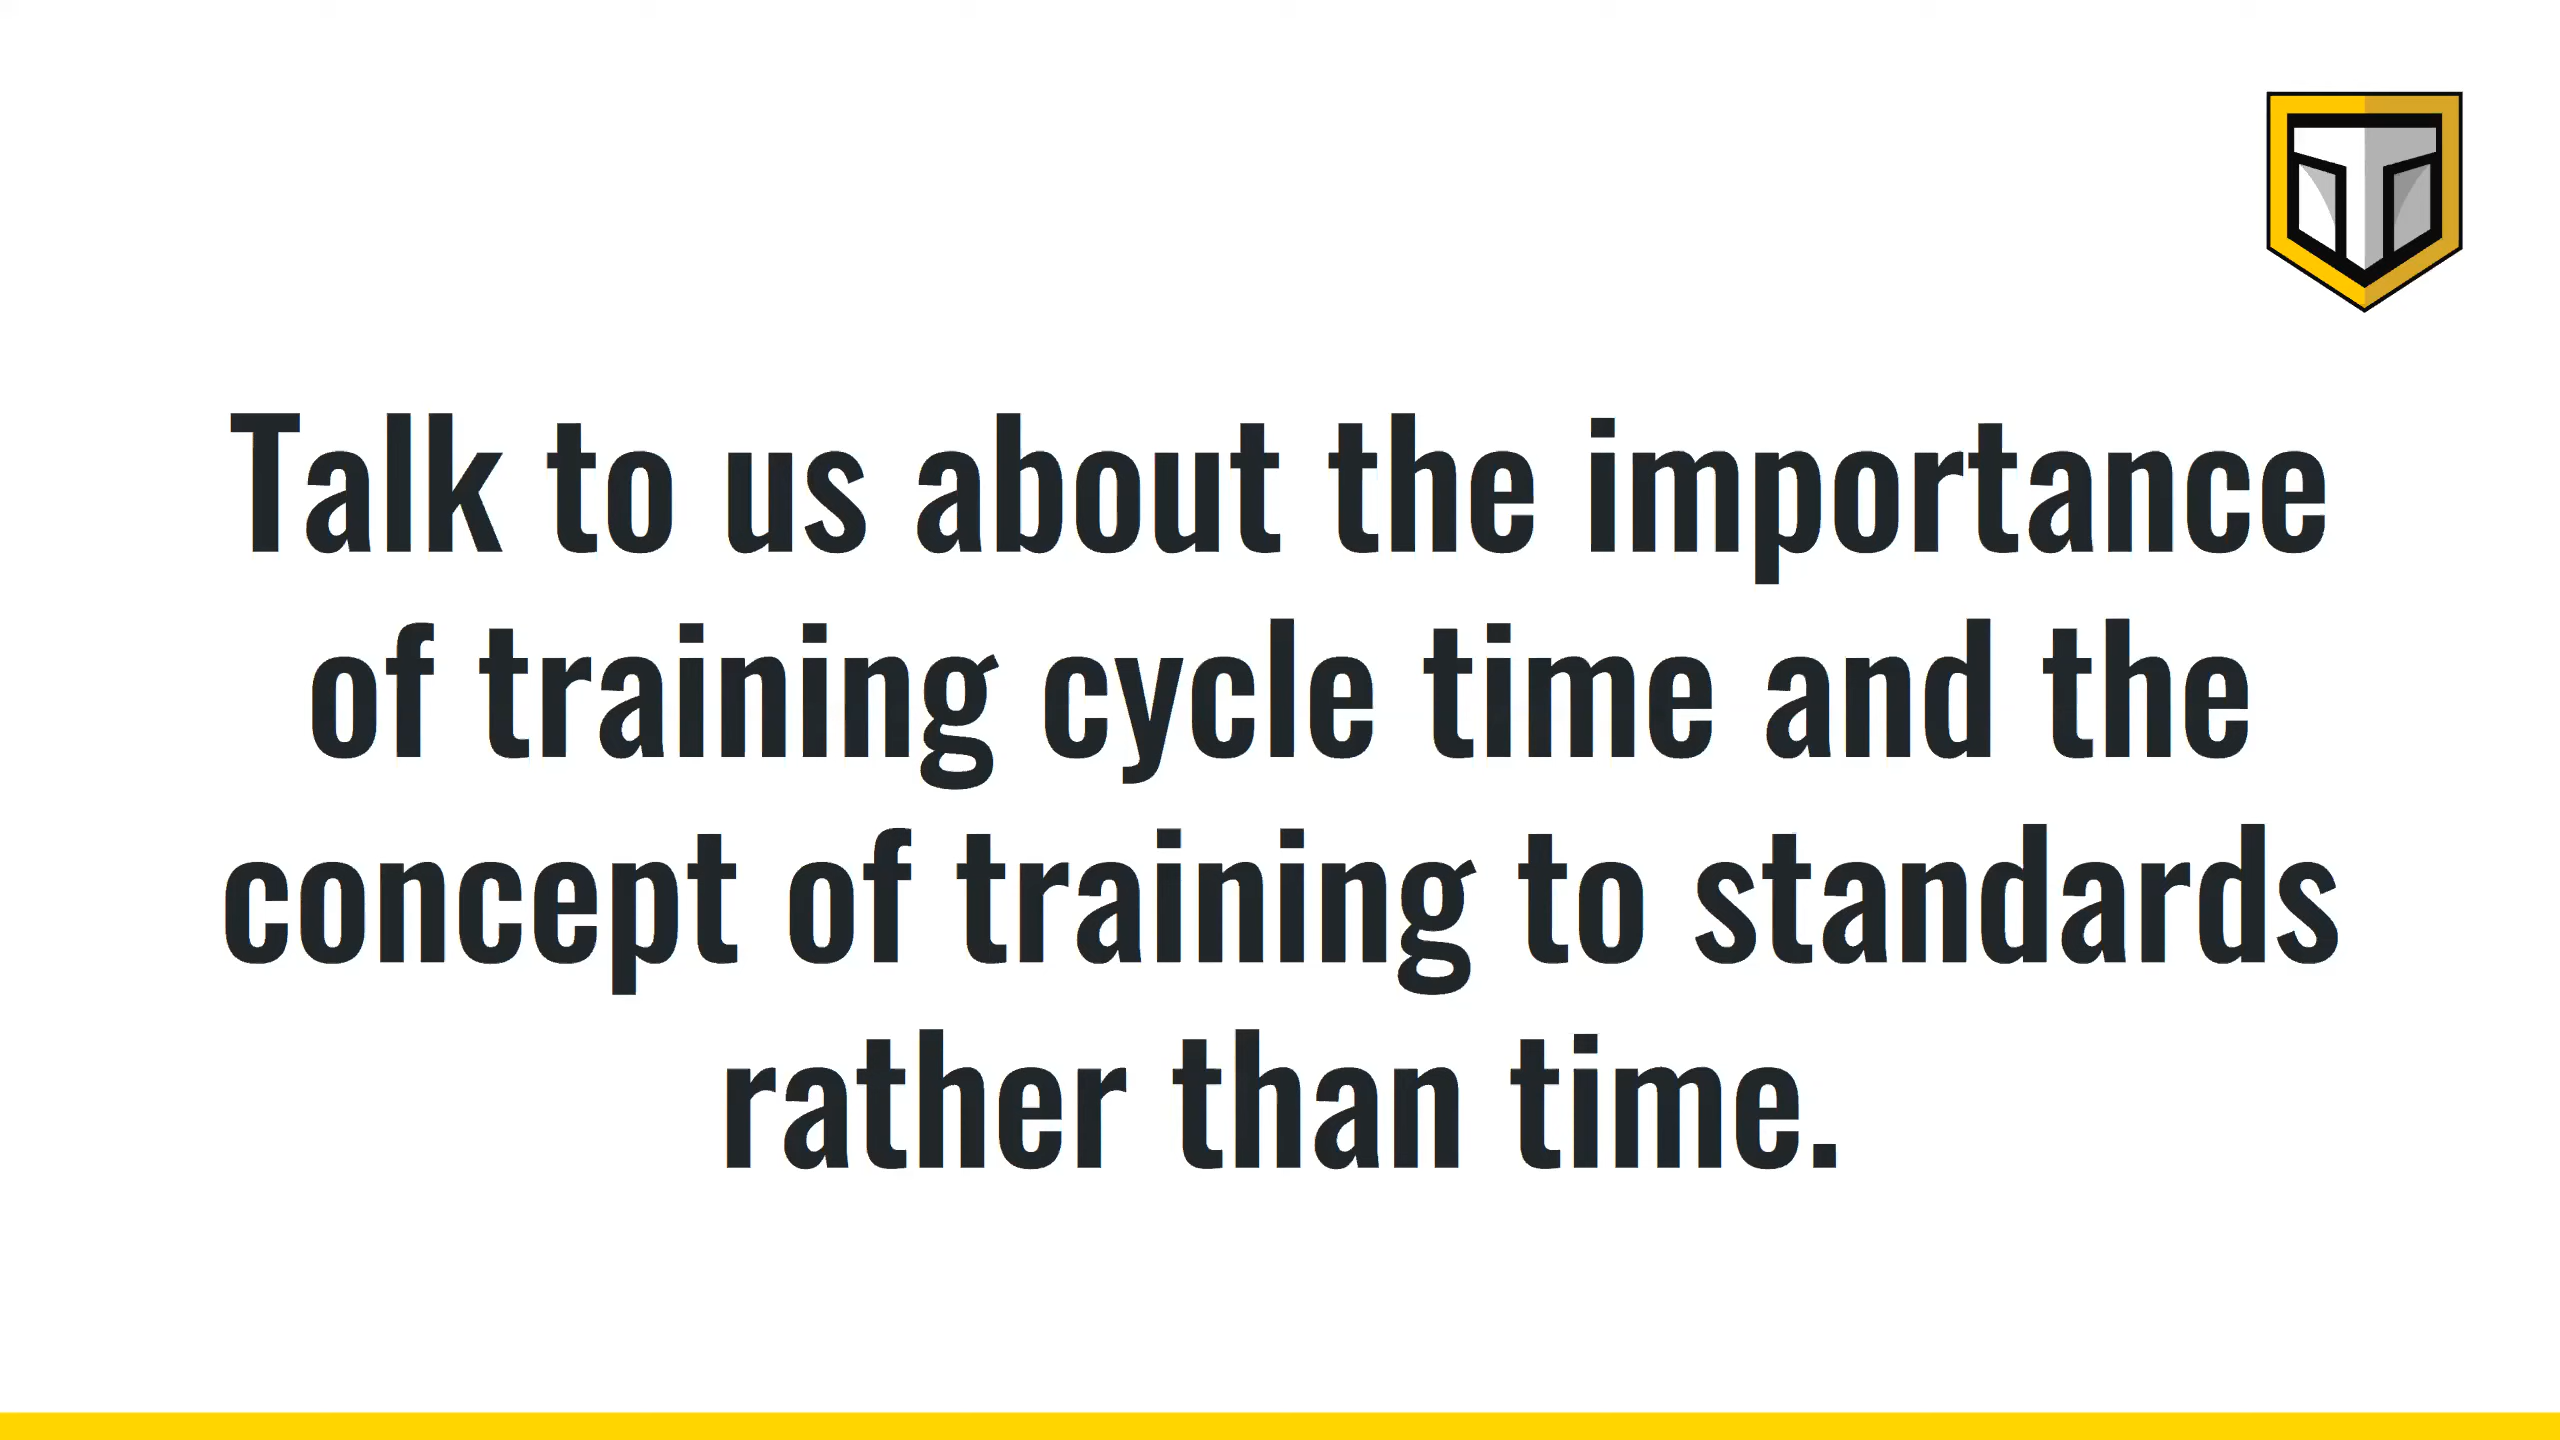 Talk to us about the importance
of training cycle time and the
concept of training to standards
rather than time.